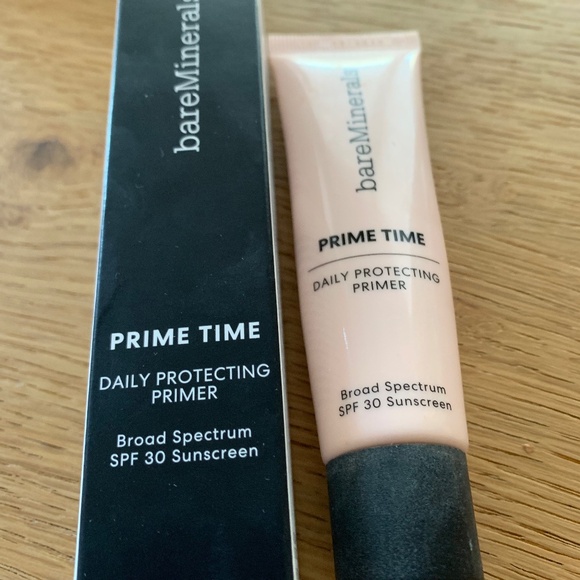 bareMinerals
PRIME TIME
DAILY PROTECTING
PRIMER
Broad Spectrum
SPF 30 Sunscreen
bareMinerals
PRIME TIME
DAILY PROTECTING
PRIMER
Broad Spectrum
SPF 30 Sunscreen